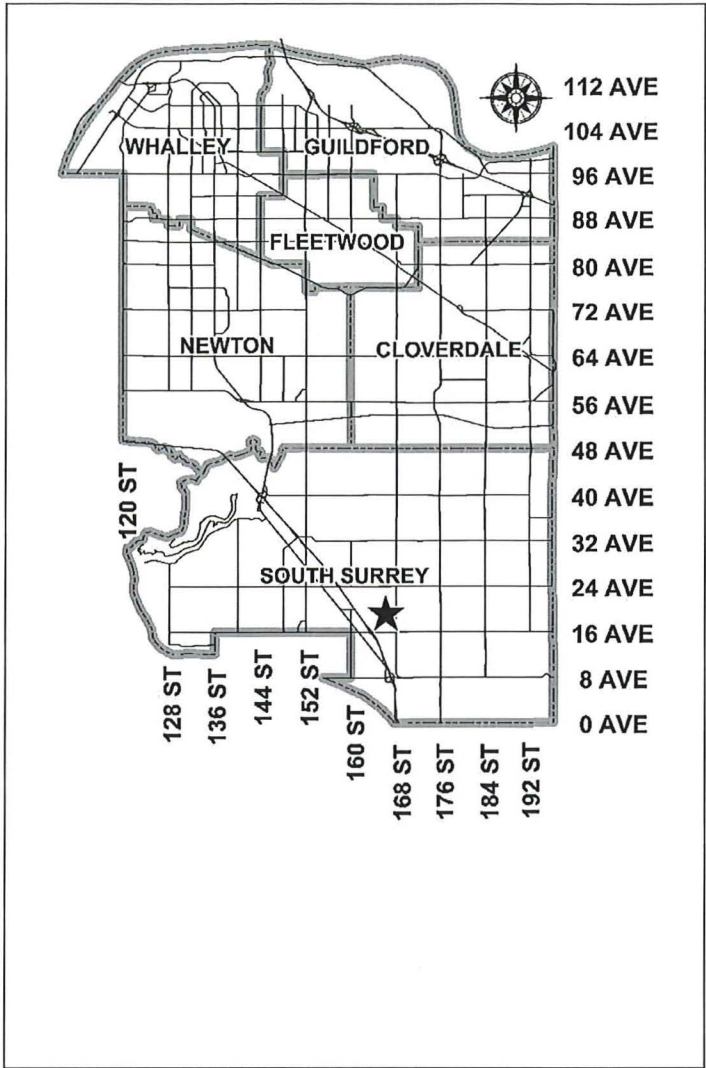 112 AVE
104 AVE
WHALLEY GUILDFORD
96 AVE
88 AVE
FLEETWOOD
80 AVE
72 AVE
NEWTON CLOVERDALE
64 AVE
56 AVE
48 AVE
120 ST
40 AVE
32 AVE
SOUTH SURREY
24 AVE
16 AVE
8 AVE
0 AVE
128 ST
136 ST
144 ST
152 ST
160 ST
168 ST
176 ST
184 ST
192 ST